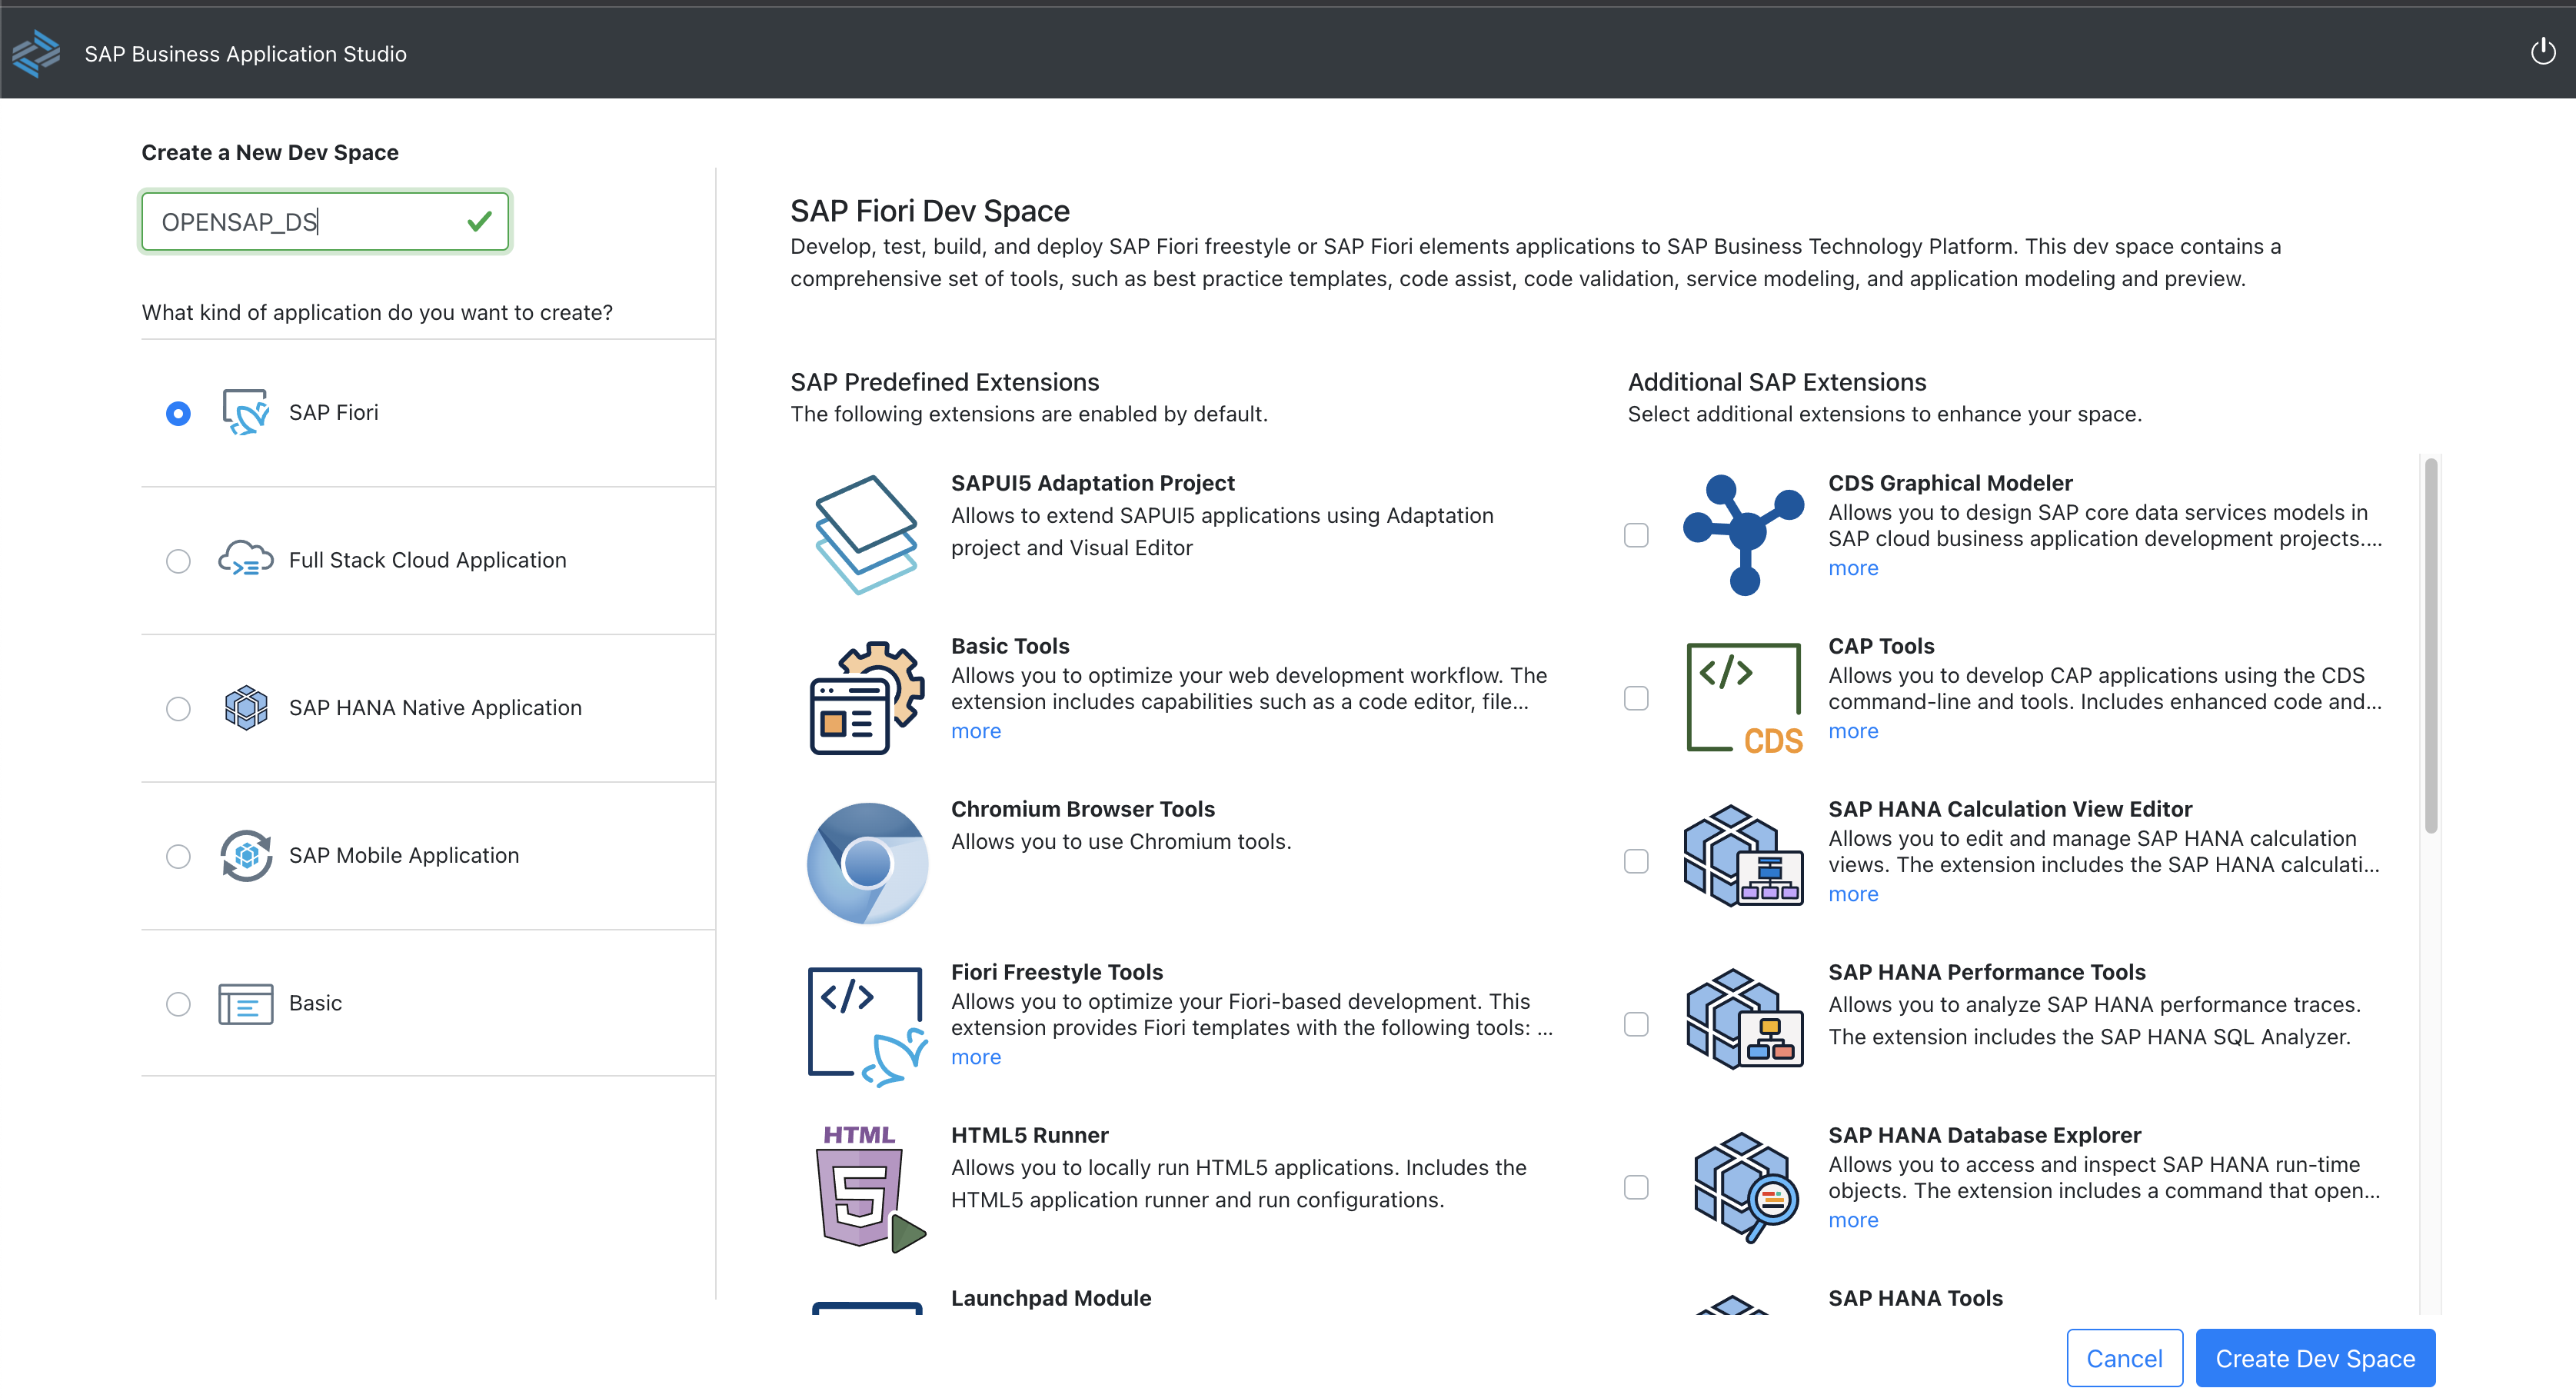 SAP Business Application Studio
Create a New Dev Space
OPENSAP_DS
What kind of application do you want to create?
SAP Fiori
Full Stack Cloud Application
SAP HANA Native Application
SAP Mobile Application
Basic
SAP Fiori Dev Space
Develop, test, build, and deploy SAP Fiori freestyle or SAP Fiori elements applications to SAP Business Technology Platform. This dev space contains a
comprehensive set of tools, such as best practice templates, code assist, code validation, service modeling, and application modeling and preview.
SAP Predefined Extensions
The following extensions are enabled by default.
SAPUI5 Adaptation Project
Allows to extend SAPUI5 applications using Adaptation
project and Visual Editor
Basic Tools
Allows you to optimize your web development workflow. The
extension includes capabilities such as a code editor, file...
more
Chromium Browser Tools
Allows you to use Chromium tools.
</>
Fiori Freestyle Tools
Allows you to optimize your Fiori-based development. This
extension provides Fiori templates with the following tools: ...
more
HTML
5
HTML5 Runner
Allows you to locally run HTML5 applications. Includes the
HTML5 application runner and run configurations.
Launchpad Module
Additional SAP Extensions
Select additional extensions to enhance your space.
CDS Graphical Modeler
Allows you to design SAP core data services models in
SAP cloud business application development projects....
more
</>
CDS
CAP Tools
Allows you to develop CAP applications using the CDS
command-line and tools. Includes enhanced code and...
more
SAP HANA Calculation View Editor
Allows you to edit and manage SAP HANA calculation
views. The extension includes the SAP HANA calculati...
more
SAP HANA Performance Tools
Allows you to analyze SAP HANA performance traces.
The extension includes the SAP HANA SQL Analyzer.
SAP HANA Database Explorer
Allows you to access and inspect SAP HANA run-time
objects. The extension includes a command that open...
more
SAP HANA Tools
Cancel
Create Dev Space